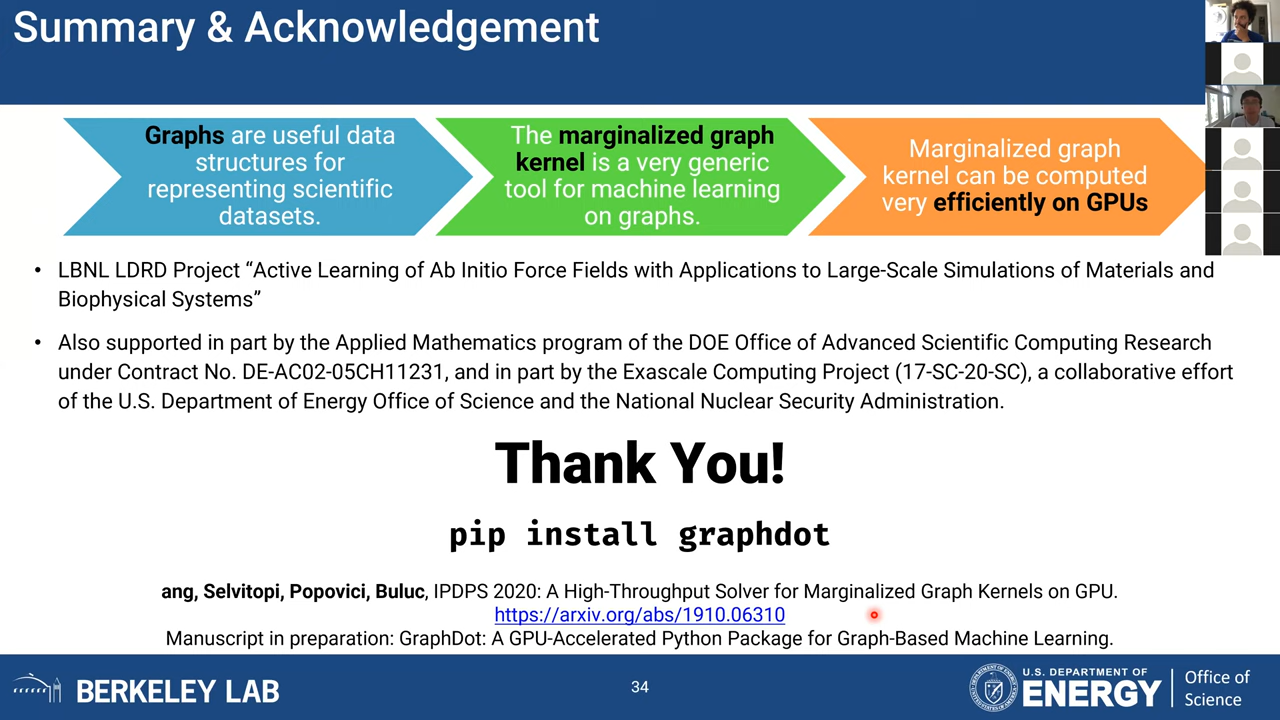 Summary & Acknowledgement
Graphs are useful data
structures for
representing scientific
datasets.
The marginalized graph
kernel is a very generic
tool for machine learning
on graphs.
Marginalized graph
kernel can be computed
very efficiently on GPUs
• LBNL LDRD Project “Active Learning of Ab Initio Force Fields with Applications to Large-Scale Simulations of Materials and
Biophysical Systems”
• Also supported in part by the Applied Mathematics program of the DOE Office of Advanced Scientific Computing Research
under Contract No. DE-AC02-05CH11231, and in part by the Exascale Computing Project (17-SC-20-SC), a collaborative effort
of the U.S. Department of Energy Office of Science and the National Nuclear Security Administration.
Thank You!
pip install graphdot
ang, Selvitopi, Popovici, Buluc, IPDPS 2020: A High-Throughput Solver for Marginalized Graph Kernels on GPU.
https://arxiv.org/abs/1910.06310
Manuscript in preparation: GraphDot: A GPU-Accelerated Python Package for Graph-Based Machine Learning.
BERKELEY LAB
34
U.S. DEPARTMENT OF
ENERGY
Office of
Science